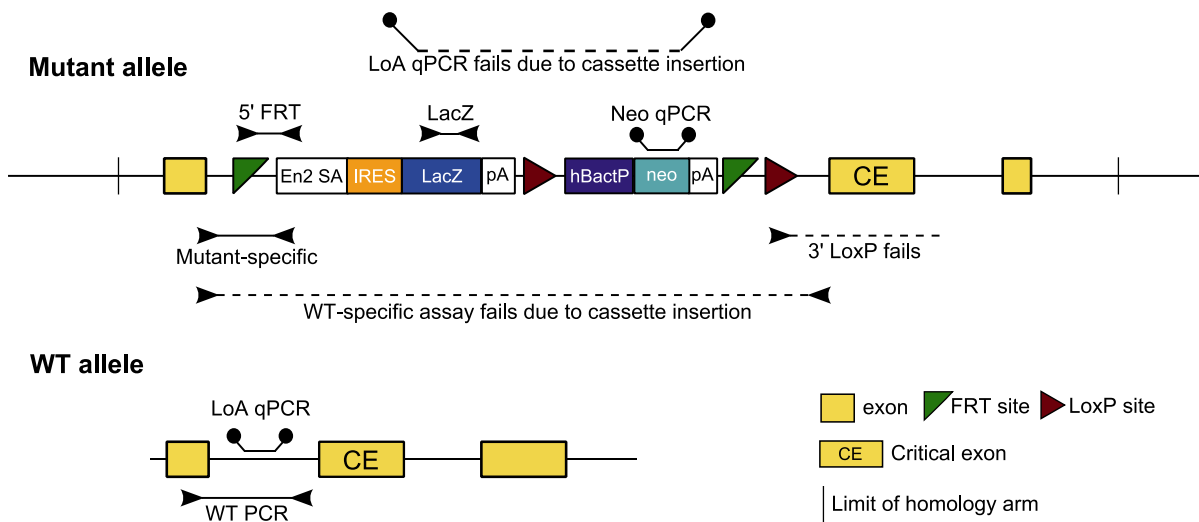 LoA qPCR fails due to cassette insertion
Mutant allele
5' FRT
LacZ
Neo qPCR
En2 SA
IRES
LacZ
pA
hBactP
neo
pA
CE
Mutant-specific
3' LoxP fails
WT-specific assay fails due to cassette insertion
WT allele
LoA qPCR
CE
WT PCR
exon
FRT site
LoxP site
CE
Critical exon
Limit of homology arm